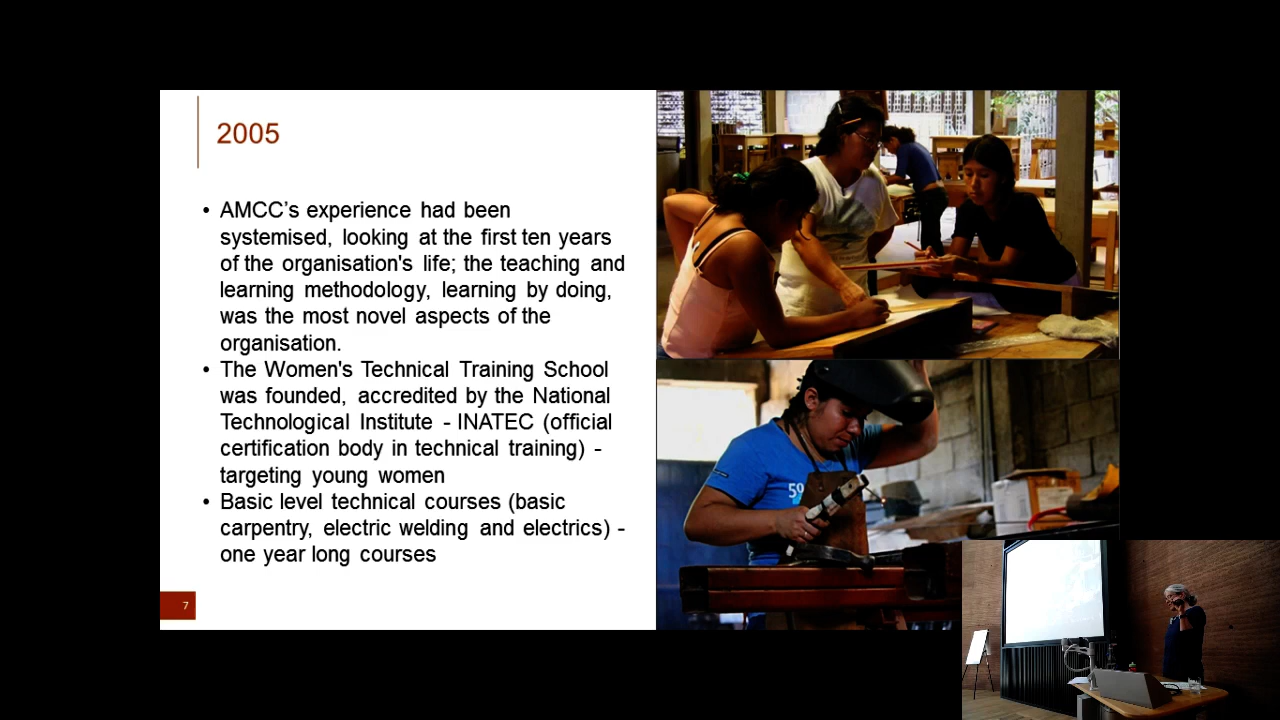 2005
• AMCC’s experience had been
systemised, looking at the first ten years
of the organisation's life; the teaching and
learning methodology, learning by doing,
was the most novel aspects of the
organisation.
• The Women's Technical Training School
was founded, accredited by the National
Technological Institute - INATEC (official
certification body in technical training) -
targeting young women
• Basic level technical courses (basic
carpentry, electric welding and electrics) -
one year long courses
7
59